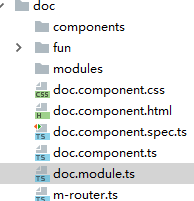 doc
components
fun
modules
doc.component.css
doc.component.html
doc.component.spec.ts
doc.component.ts
doc.module.ts
m-router.ts